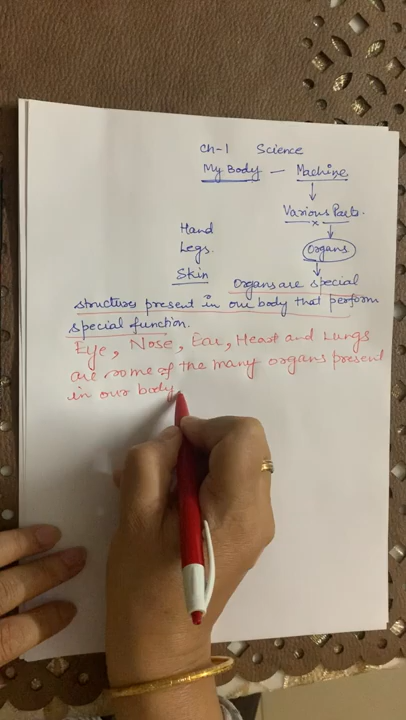 Ch-1 Science
My Body - Machine
Various Parts.
Hand
Legs.
Organs
Skin
Organs are special
structures present in our body that perform
special function.
Eye, Nose, Ear, Heart and Lungs
are some of the many organs present
in our body